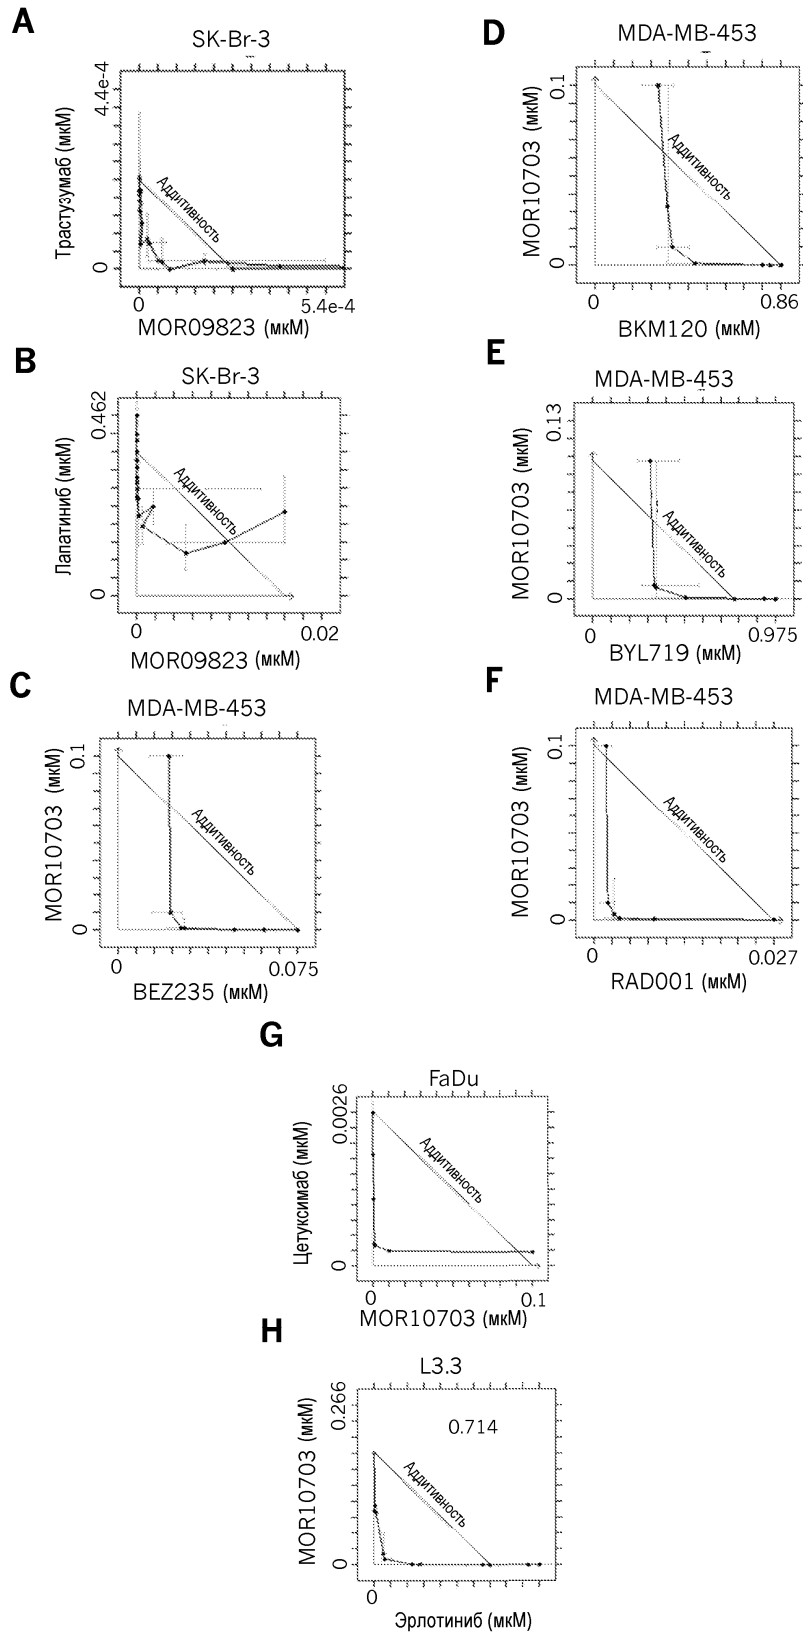 A
SK-Br-3
4.4e-4
Трастузумаб (мкМ)
Аддитивность
0
0
5.4e-4
MOR09823 (мкМ)
B
SK-Br-3
0.462
Лапатиниб (мкМ)
Аддитивность
0
0
0.02
MOR09823 (мкМ)
C
MDA-MB-453
0.1
MOR10703 (мкМ)
Аддитивность
0
0
0.075
BEZ235 (мкМ)
D
MDA-MB-453
0.1
MOR10703 (мкМ)
Аддитивность
0
0
0.86
BKM120 (мкМ)
E
MDA-MB-453
0.13
MOR10703 (мкМ)
Аддитивность
0
0
0.975
BYL719 (мкМ)
F
MDA-MB-453
0.1
MOR10703 (мкМ)
Аддитивность
0
0
0.027
RAD001 (мкМ)
G
FaDu
0.0026
Цетуксимаб (мкМ)
Аддитивность
0
0
0.1
MOR10703 (мкМ)
H
L3.3
0.266
0.714
MOR10703 (мкМ)
Аддитивность
0
0
Эрлотиниб (мкМ)